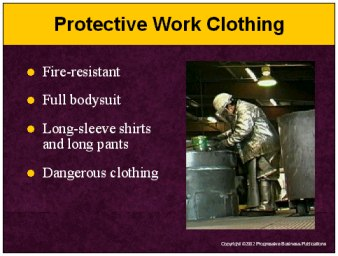 Protective Work Clothing
Fire-resistant
Full bodysuit
Long-sleeve shirts
and long pants
Dangerous clothing
Copyright ©2002 Progressive Business Publications